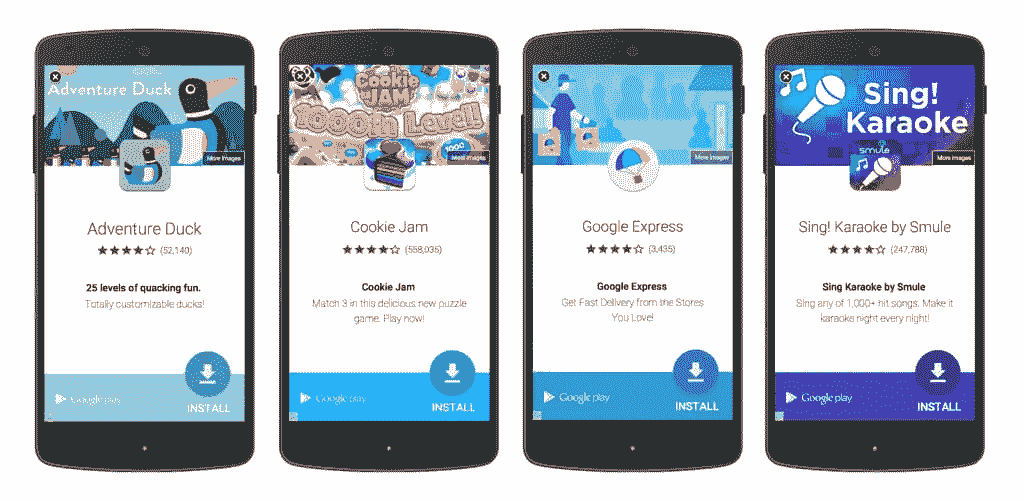 Adventure Duck
More Images
Adventure Duck
(52,140)
25 levels of quacking fun.
Totally customizable ducks!
Google play
INSTALL
Cookie
JAM
1000th Level!
1000
More Images
Cookie Jam
(558,035)
Cookie Jam
Match 3 in this delicious new puzzle
game. Play now!
Google play
INSTALL
More Images
Google Express
(3,435)
Google Express
Get Fast Delivery from the Stores
You Love!
Google play
INSTALL
Sing!
Karaoke
More Images
smule
Sing! Karaoke by Smule
(247,788)
Sing Karaoke by Smule
Sing any of 1,000+ hit songs. Make it
karaoke night every night!
Google play
INSTALL